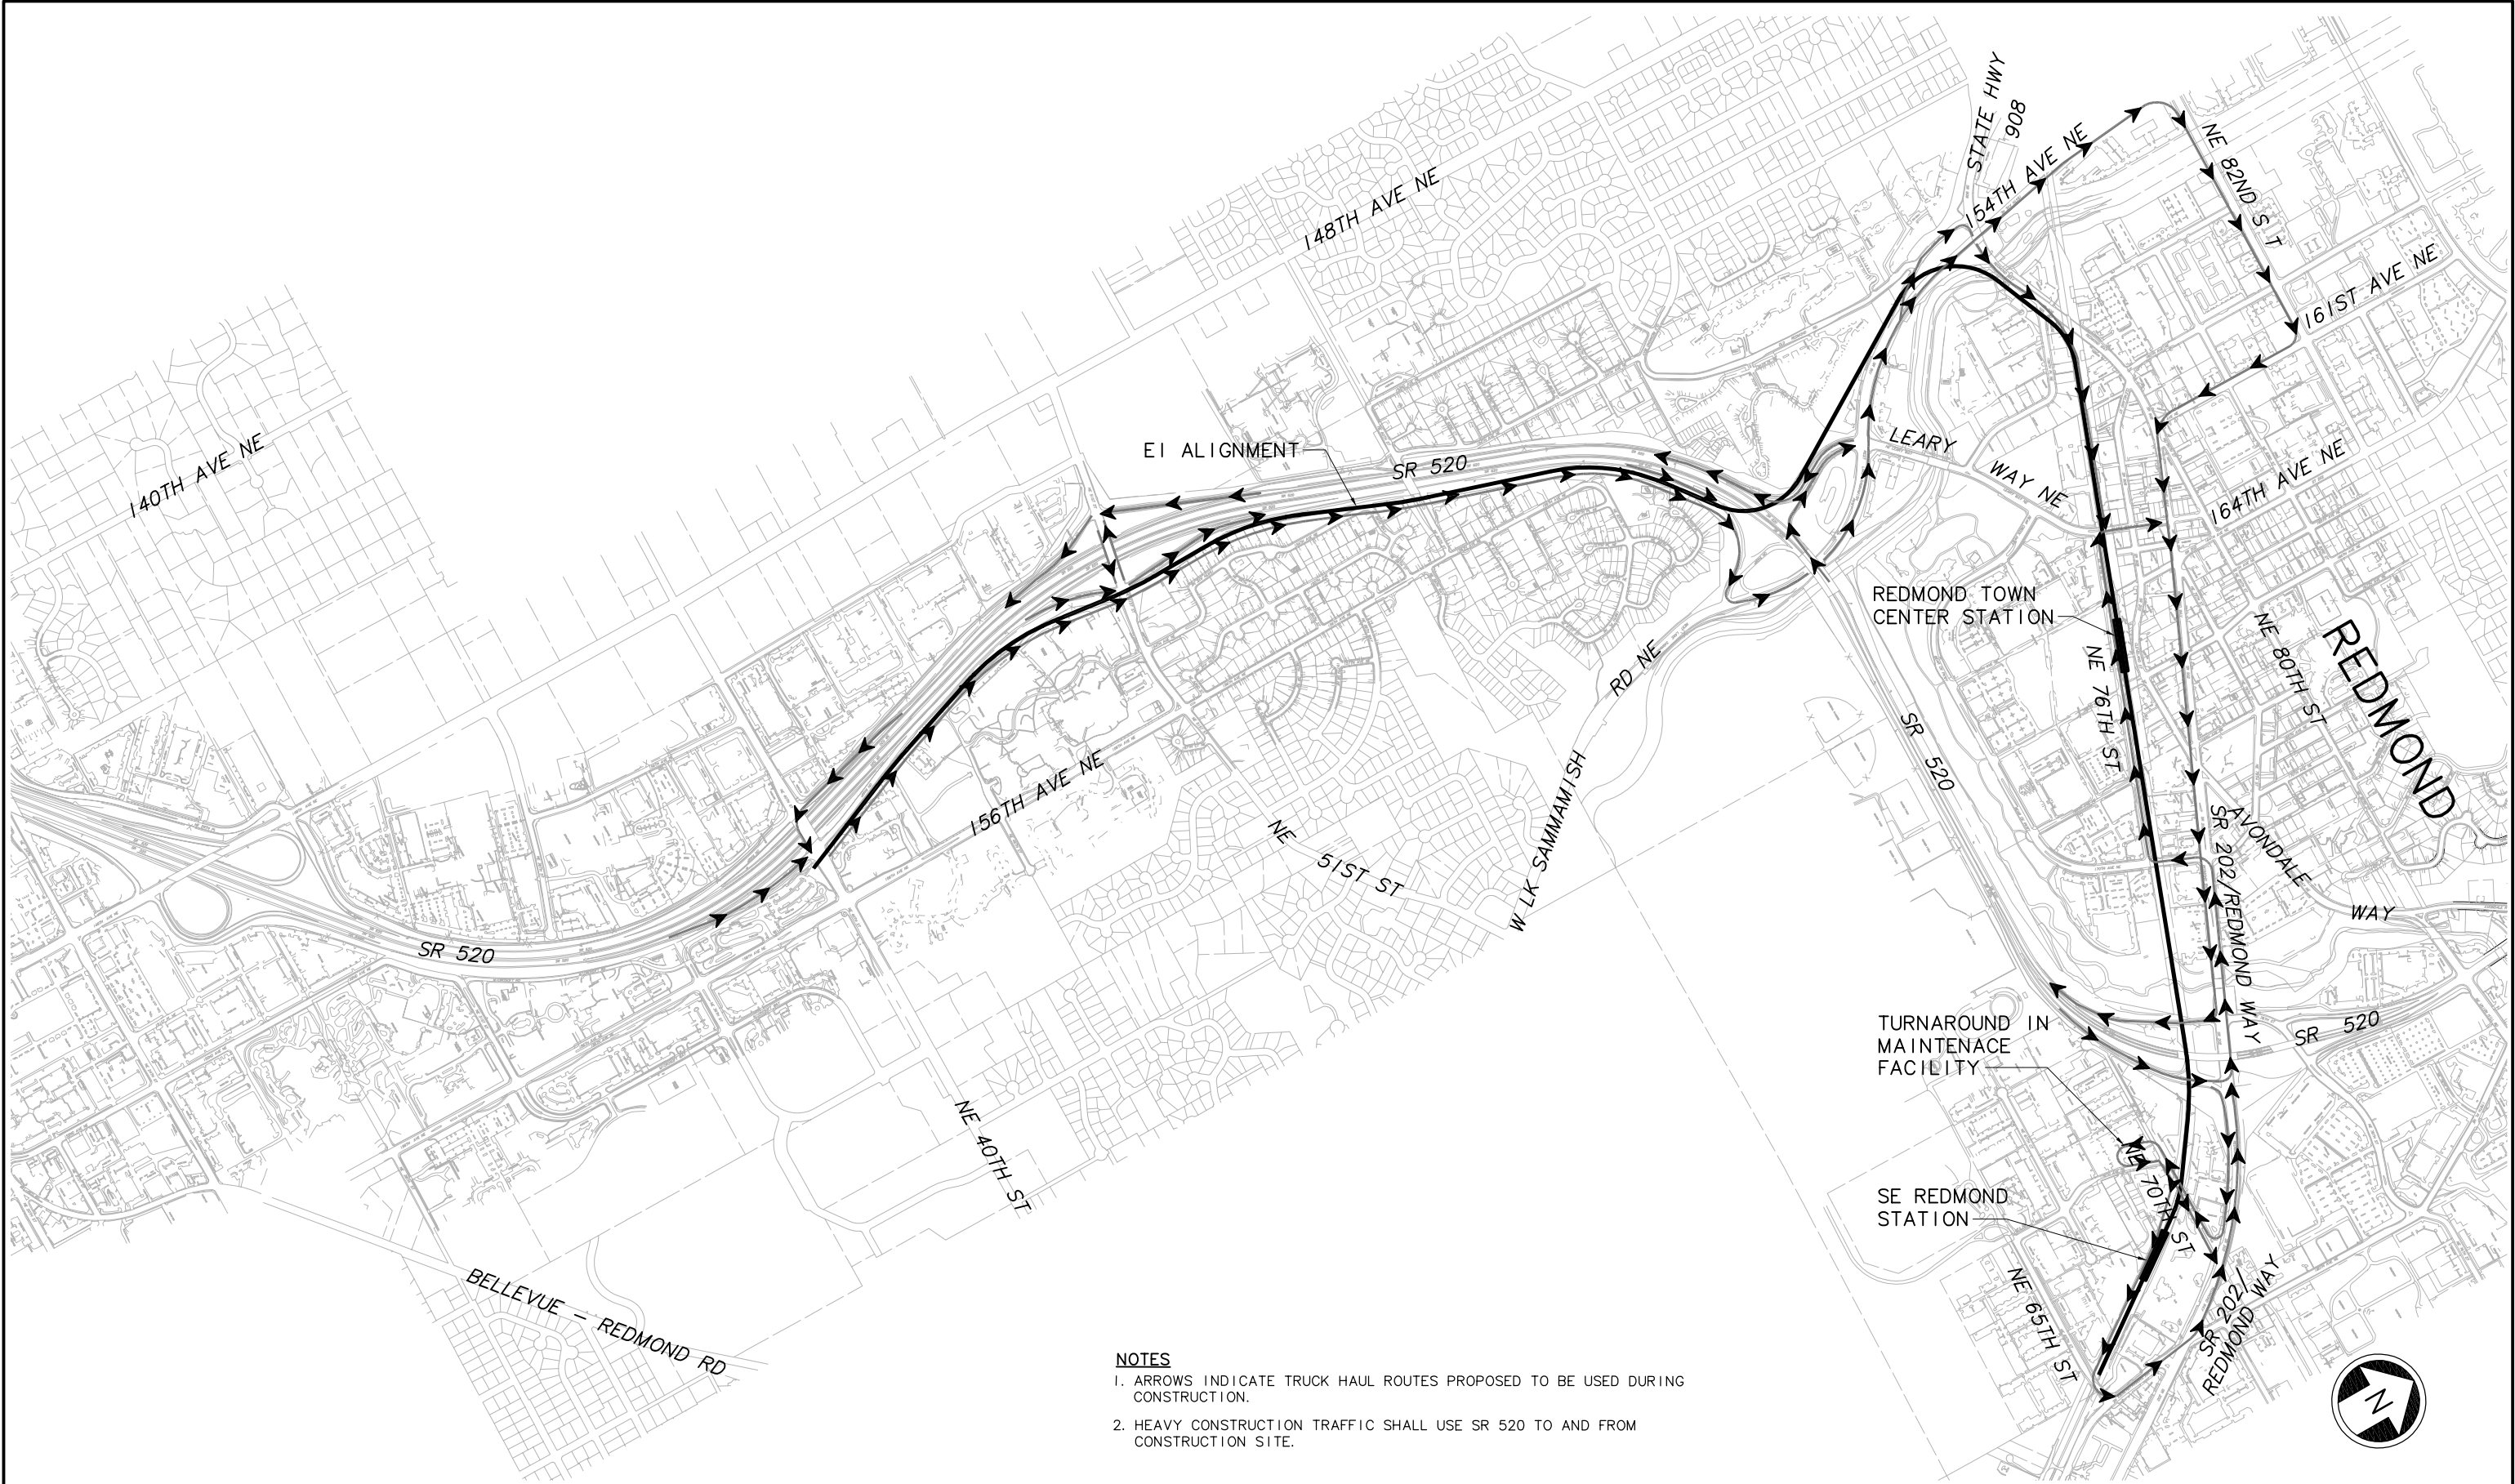 STATE HWY
908
154TH AVE NE
NE 82ND ST
148TH AVE NE
161ST AVE NE
140TH AVE NE
E1 ALIGNMENT
SR 520
LEARY
WAY NE
164TH AVE NE
REDMOND TOWN
CENTER STATION
NE 80TH ST
REDMOND
NE 76TH ST
RD NE
W LK SAMMAMISH
SR 520
156TH AVE NE
NE
51ST ST
SR 202/REDMOND WAY
AVONDALE
WAY
SR 520
TURNAROUND IN
MAINTENACE
FACILITY
SR 520
NE 40TH ST
NE 70TH ST
SE REDMOND
STATION
NE 65TH ST
SR 202/
REDMOND WAY
BELLEVUE - REDMOND RD
NOTES
1. ARROWS INDICATE TRUCK HAUL ROUTES PROPOSED TO BE USED DURING
CONSTRUCTION.
2. HEAVY CONSTRUCTION TRAFFIC SHALL USE SR 520 TO AND FROM
CONSTRUCTION SITE.
N